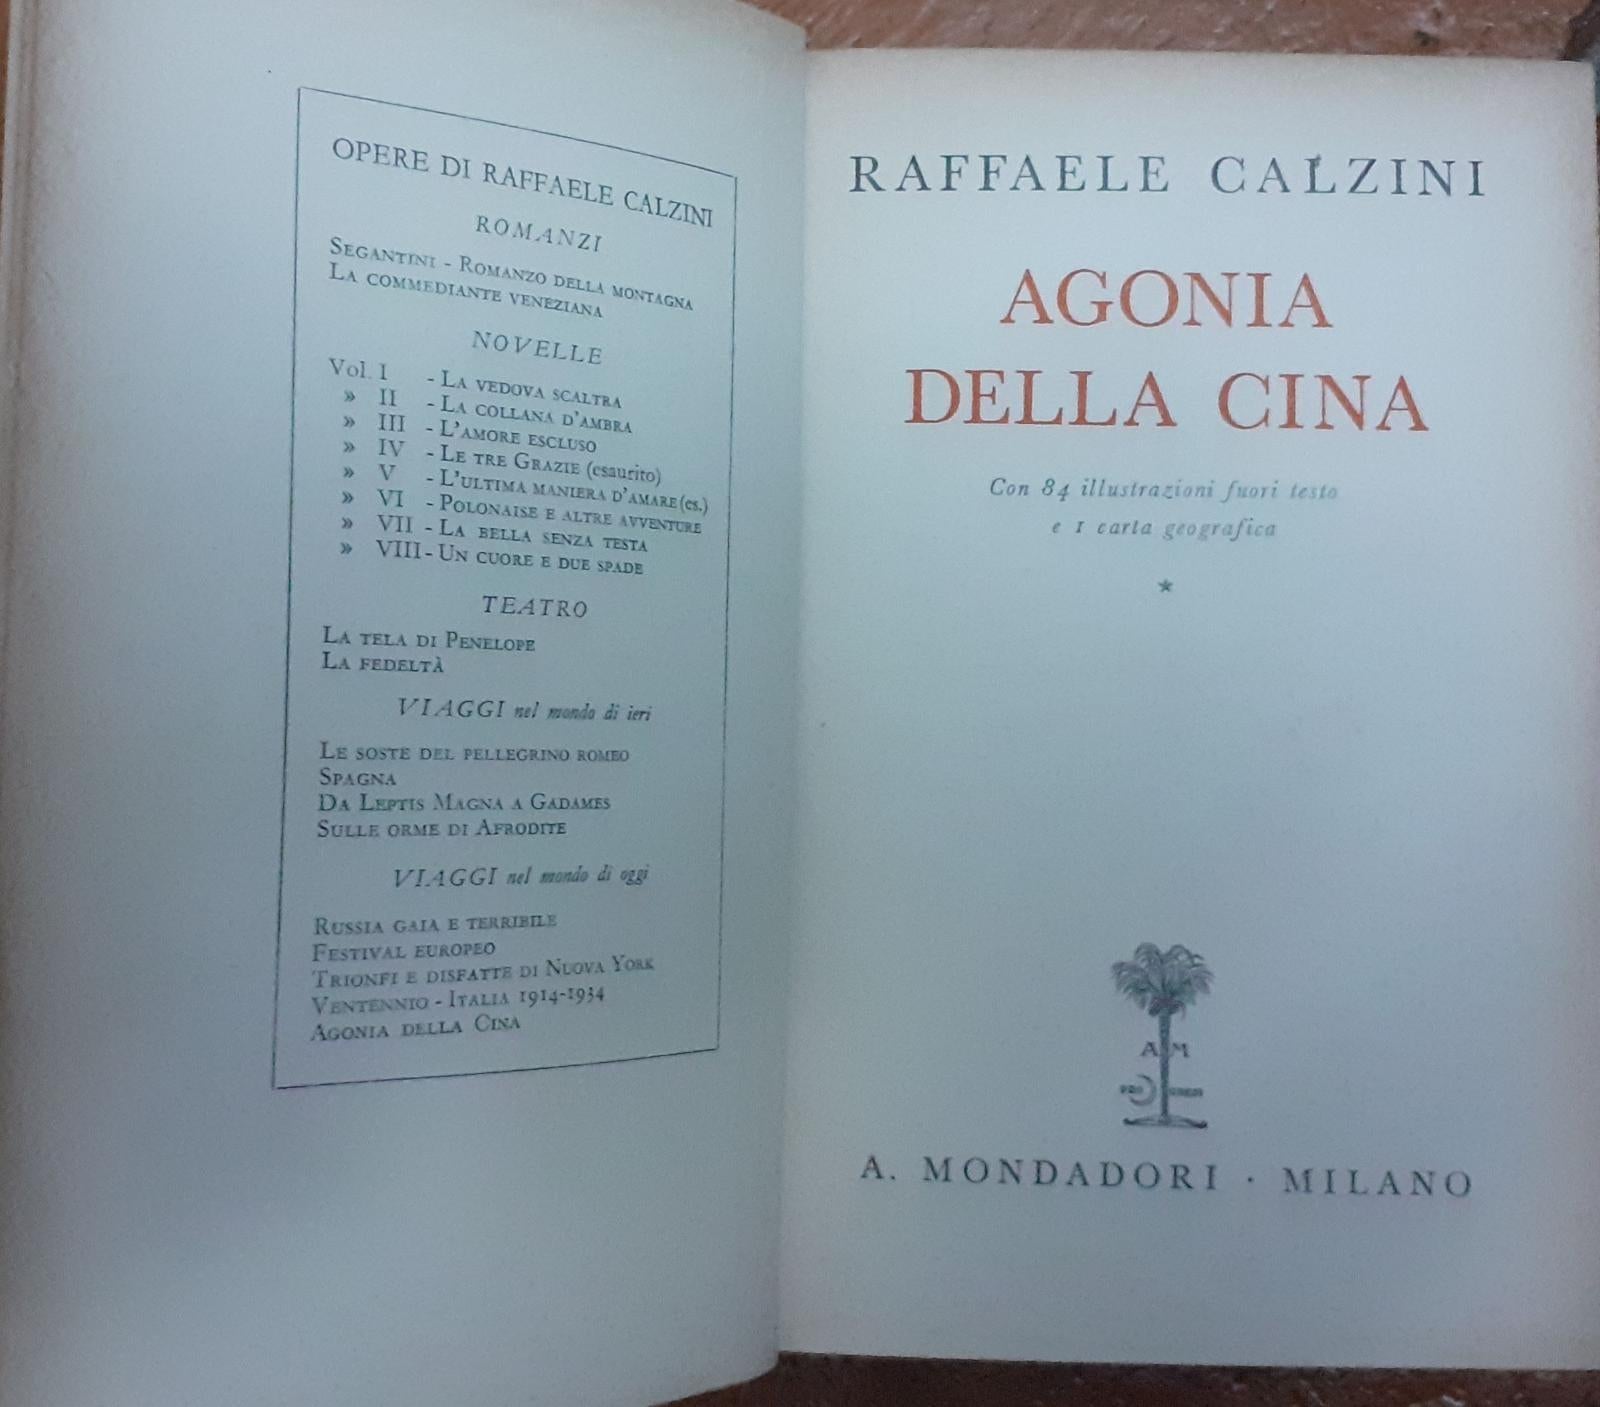 OPERE DI RAFFAELE CALZINI
ROMANZI
SEGANTINI - ROMANZO DELLA MONTAGNA
LA COMMEDIANTE VENEZIANA
NOVELLE
Vol. I - LA VEDOVA SCALTRA
» II - LA COLLANA D'AMBRA
» III - L'AMORE ESCLUSO
» IV - LE TRE GRAZIE (esaurito)
» V - L'ULTIMA MANIERA D'AMARE (es.)
» VI - POLONAISE E ALTRE AVVENTURE
» VII - LA BELLA SENZA TESTA
» VIII - UN CUORE E DUE SPADE
TEATRO
LA TELA DI PENELOPE
LA FEDELTÀ
VIAGGI nel mondo di ieri
LE SOSTE DEL PELLEGRINO ROMEO
SPAGNA
DA LEPTIS MAGNA A GADAMES
SULLE ORME DI AFRODITE
VIAGGI nel mondo di oggi
RUSSIA GAIA E TERRIBILE
FESTIVAL EUROPEO
TRIONFI E DISFATTE DI NUOVA YORK
VENTENNIO - ITALIA 1914-1934
AGONIA DELLA CINA
RAFFAELE CALZINI
AGONIA
DELLA CINA
Con 84 illustrazioni fuori testo
e 1 carta geografica
*
A M
A. MONDADORI · MILANO